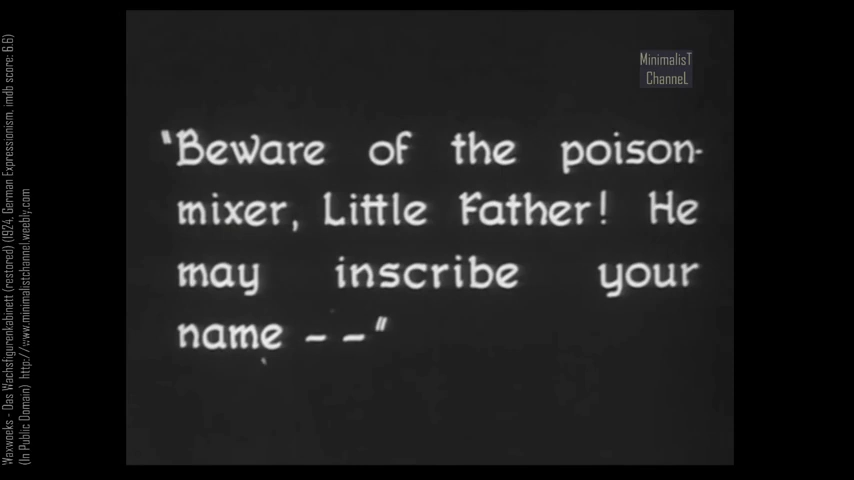 "Beware of the poison-
mixer, Little Father! He
may inscribe your
name – –"
MinimalisT
ChanneL
Waxwoeks - Das Wachsfigurenkabinett (restored) (1924, German Expressionism, imdb score: 6.6)
(In Public Domain) http://www.minimalistchannel.weebly.com